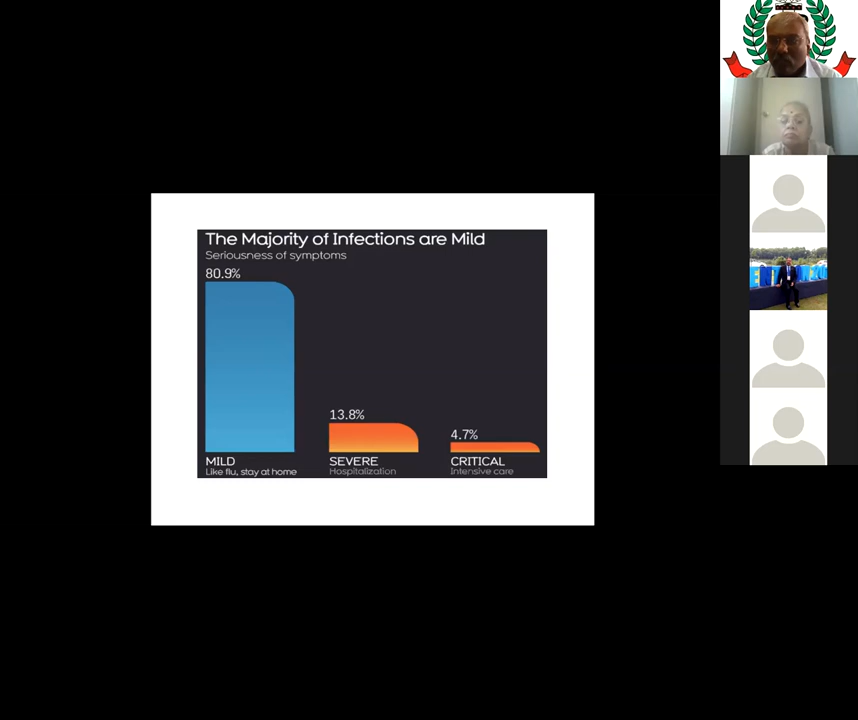 The Majority of Infections are Mild
Seriousness of symptoms
80.9%
13.8%
4.7%
MILD
Like flu, stay at home
SEVERE
Hospitalization
CRITICAL
Intensive care